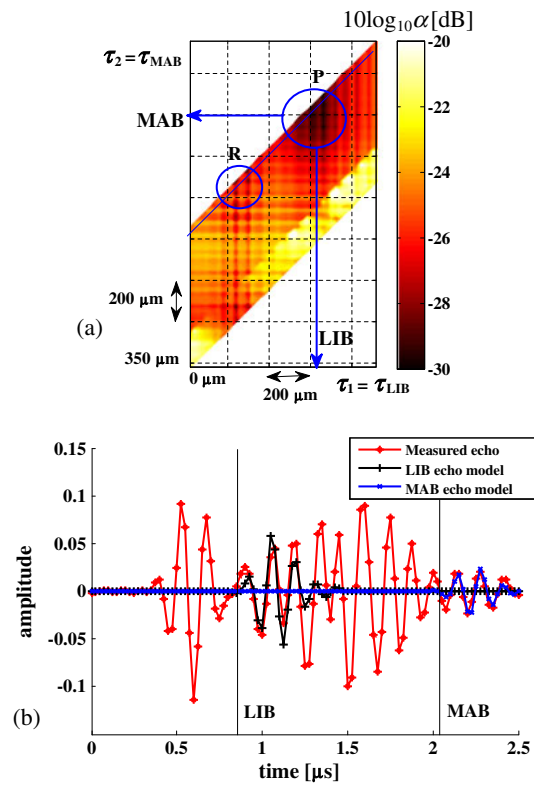 10log₁₀α[dB]
(a)
τ₂ = τ_MAB
P
MAB
R
200 μm
350 μm
0 μm
200 μm
LIB
τ₁ = τ_LIB
-20
-22
-24
-26
-28
-30
(b)
amplitude
0.15
0.1
0.05
0
-0.05
-0.1
Measured echo
LIB echo model
MAB echo model
LIB
MAB
0
0.5
1
1.5
2
2.5
time [μs]